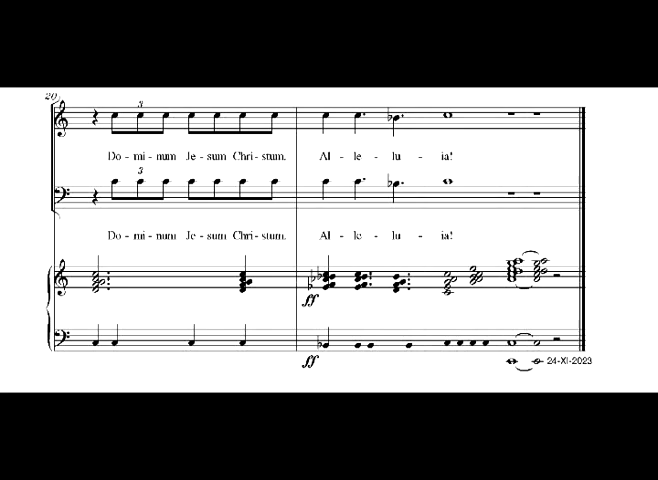 20
3
Do - mi - num Je - sum Chri - stum. Al - le - lu - ia!
3
Do - mi - num Je - sum Chri - stum. Al - le - lu - ia!
ff
ff
24-XI-2023